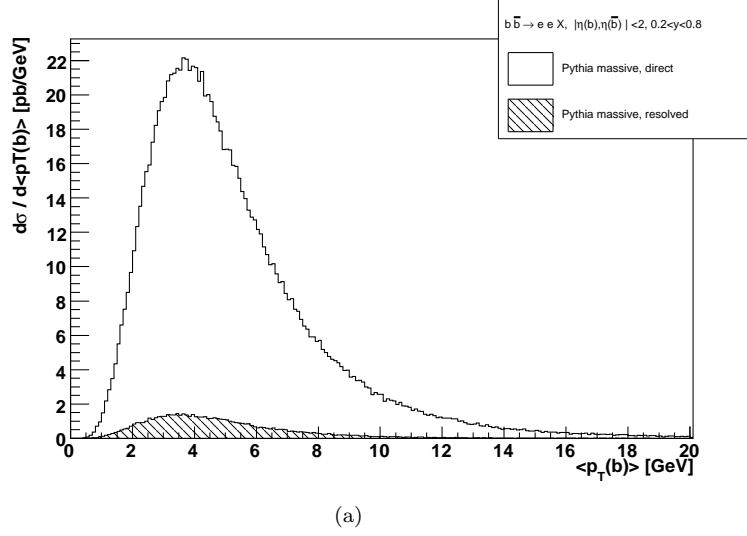 b b̅ → e e X, |η(b),η(b̅) | <2, 0.2<y<0.8
Pythia massive, direct
Pythia massive, resolved
dσ / d<pT(b)> [pb/GeV]
22
20
18
16
14
12
10
8
6
4
2
0
0 2 4 6 8 10 12 14 16 18 20
<p_T(b)> [GeV]
(a)